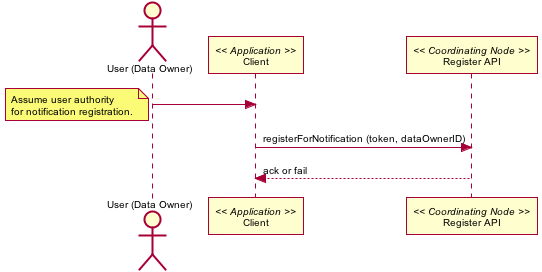 User (Data Owner)
<< Application >>
Client
<< Coordinating Node >>
Register API
Assume user authority
for notification registration.
registerForNotification (token, dataOwnerID)
ack or fail
User (Data Owner)
<< Application >>
Client
<< Coordinating Node >>
Register API